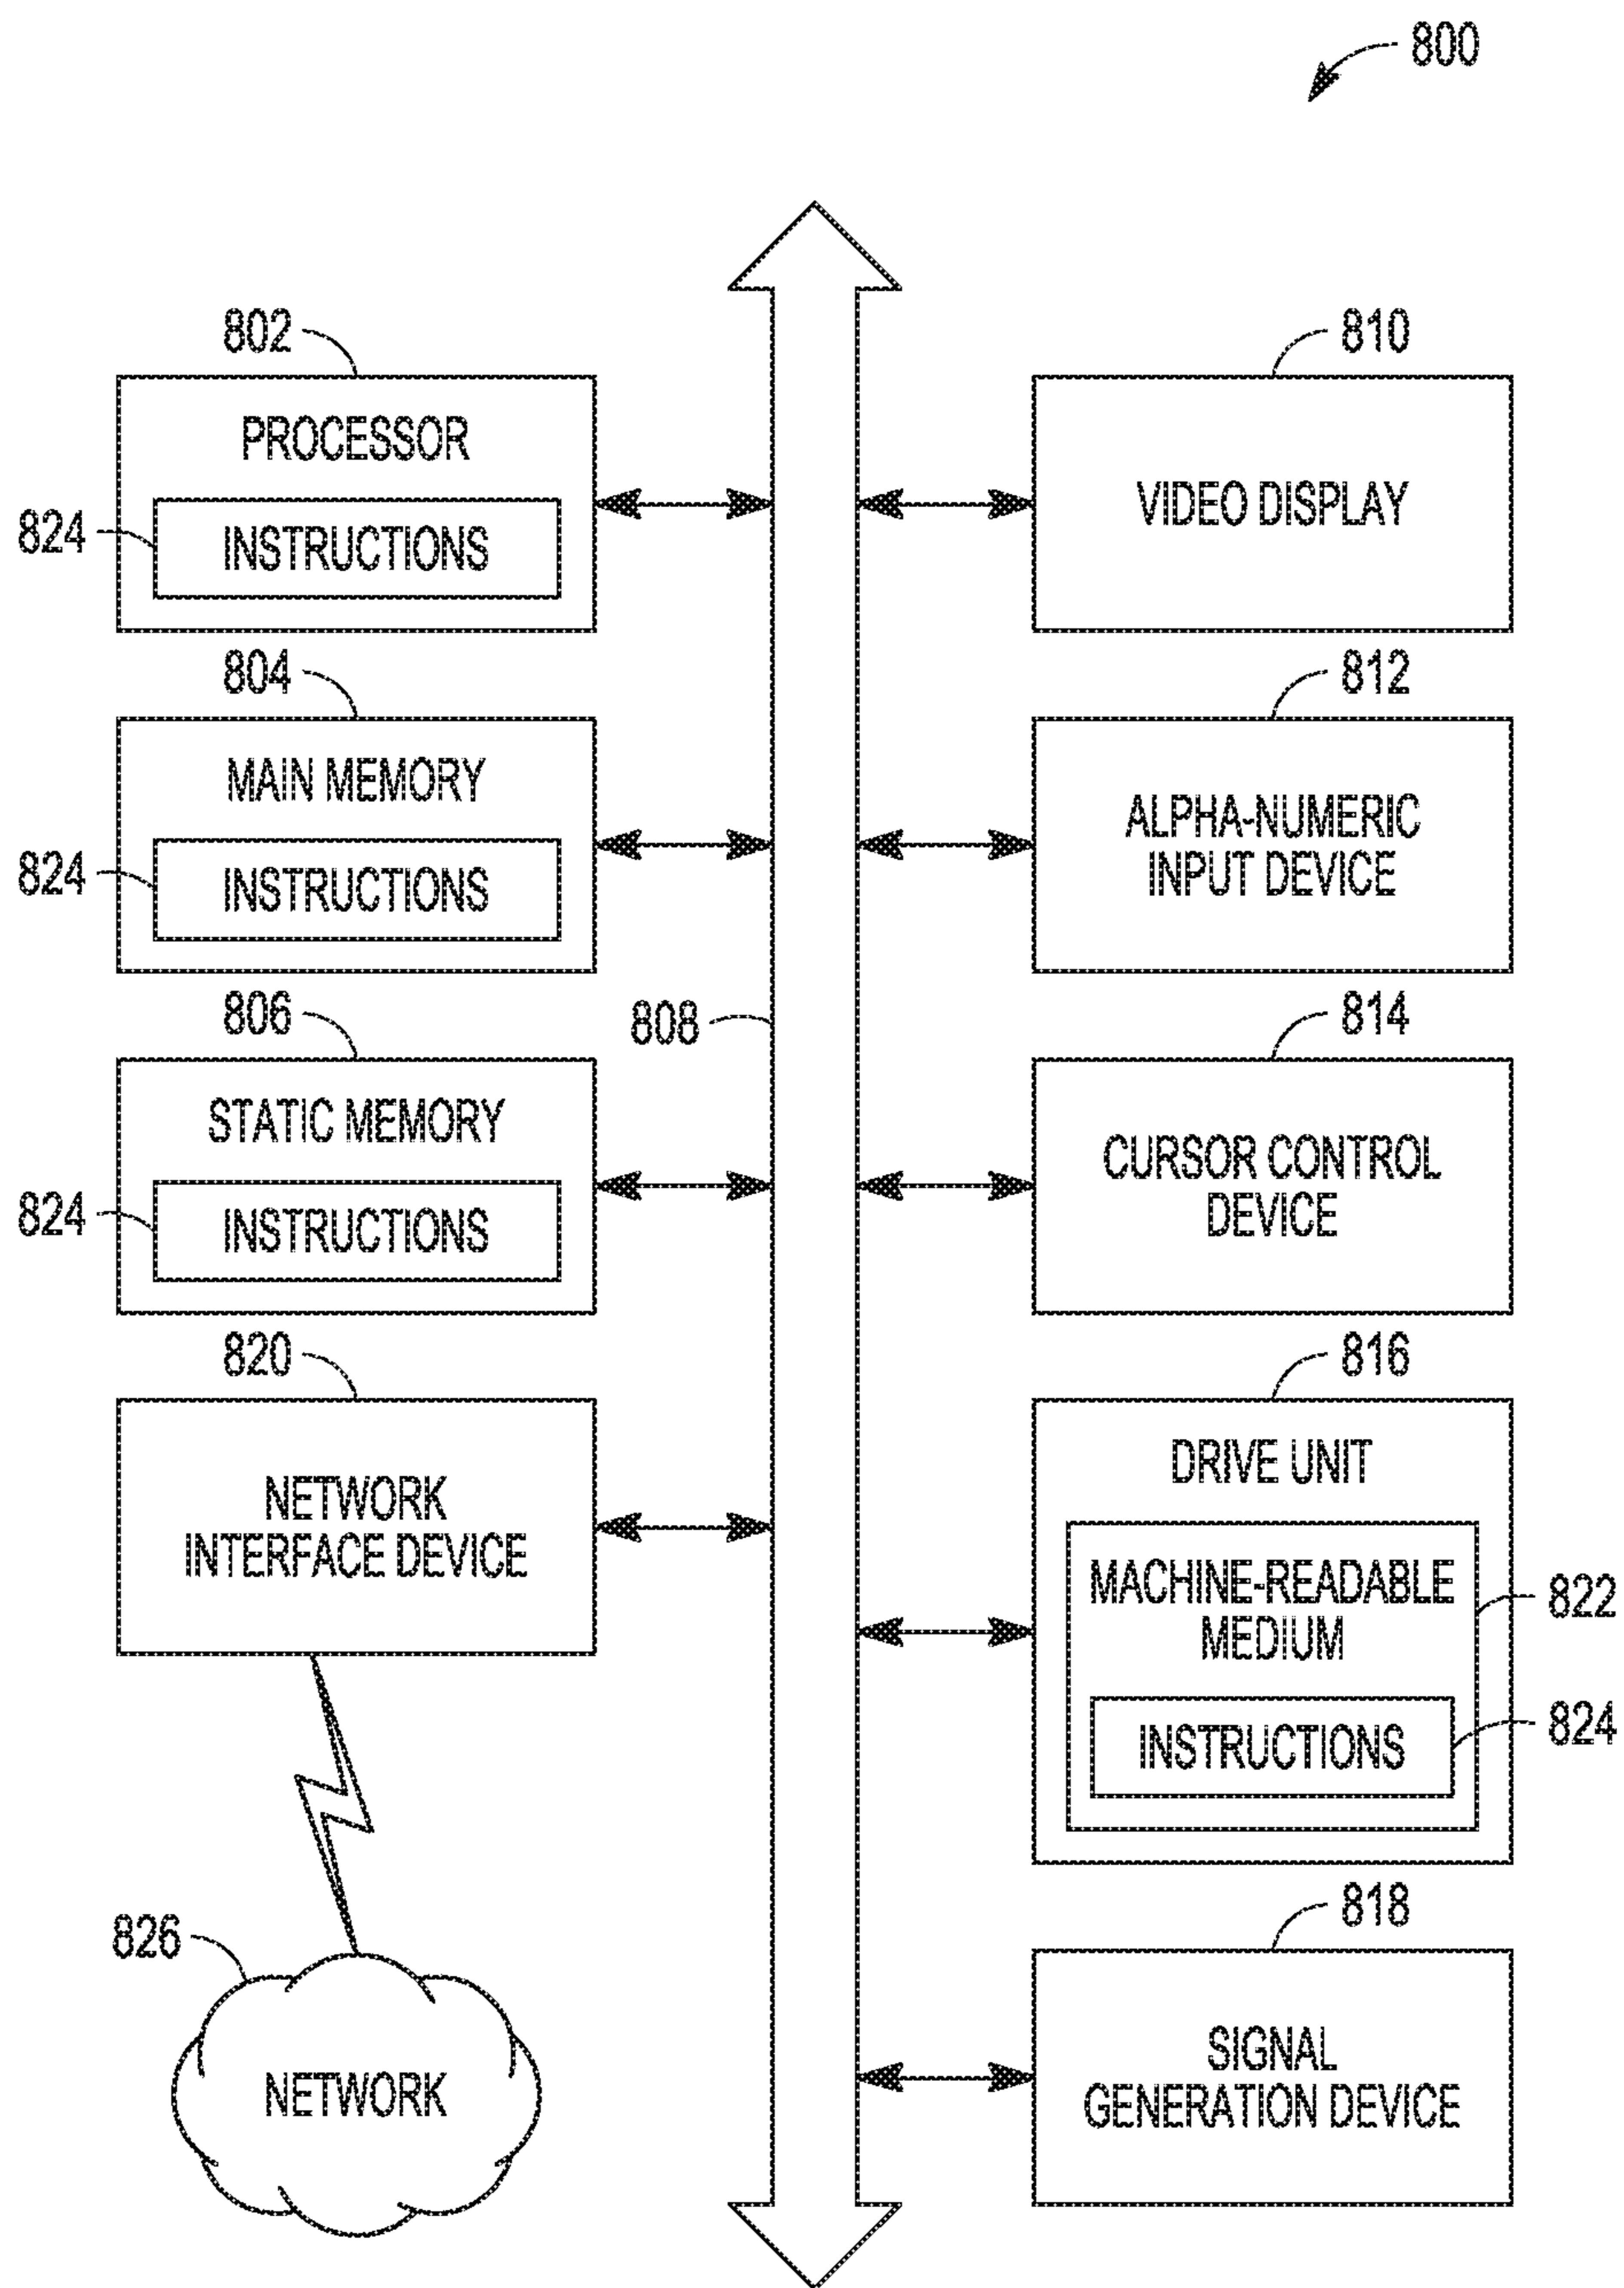 800
802
PROCESSOR
824
INSTRUCTIONS
804
MAIN MEMORY
824
INSTRUCTIONS
806
STATIC MEMORY
824
INSTRUCTIONS
820
NETWORK
INTERFACE DEVICE
826
NETWORK
808
810
VIDEO DISPLAY
812
ALPHA-NUMERIC
INPUT DEVICE
814
CURSOR CONTROL
DEVICE
816
DRIVE UNIT
MACHINE-READABLE
MEDIUM
822
INSTRUCTIONS
824
818
SIGNAL
GENERATION DEVICE